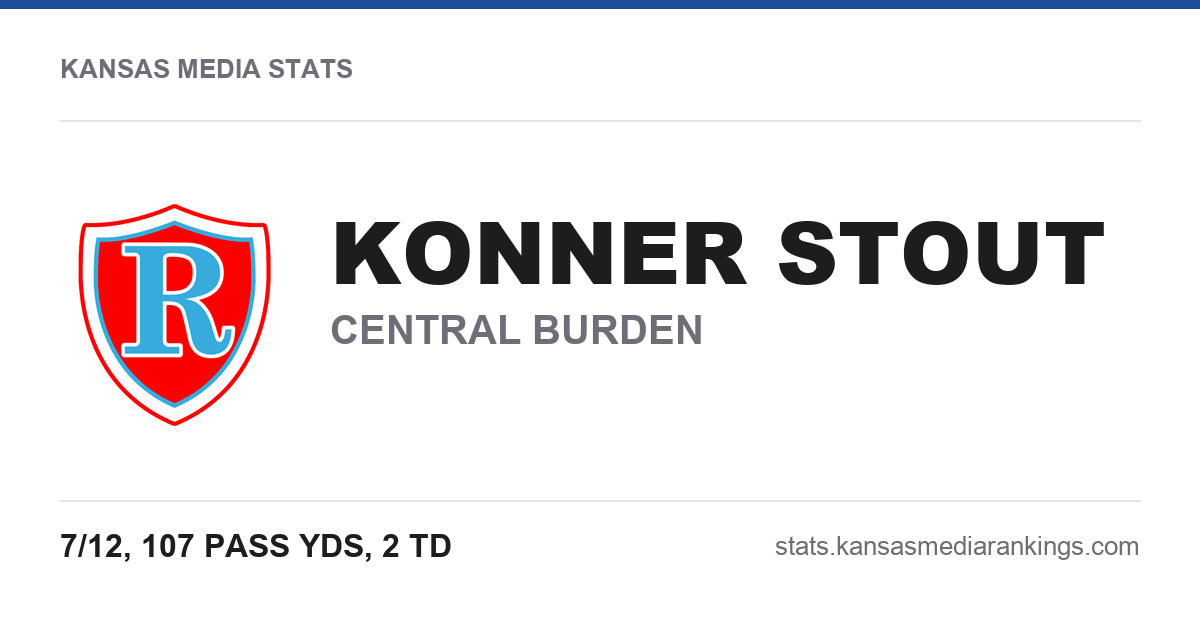 KANSAS MEDIA STATS
R
KONNER STOUT
CENTRAL BURDEN
7/12, 107 PASS YDS, 2 TD
stats.kansasmediarankings.com